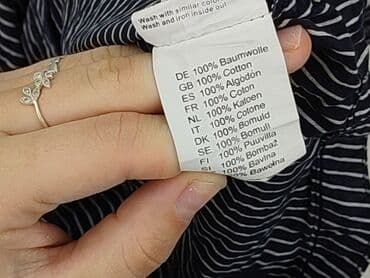 Wash with similar colors
Wash and iron inside out
DE 100% Baumwolle
GB 100% Cotton
ES 100% Algodón
FR 100% Coton
NL 100% Katoen
IT 100% Cotone
DK 100% Bomuld
SE 100% Bomull
FI 100% Puuvilla
100% Bombaž
100% Bavlna
100% Bawełna